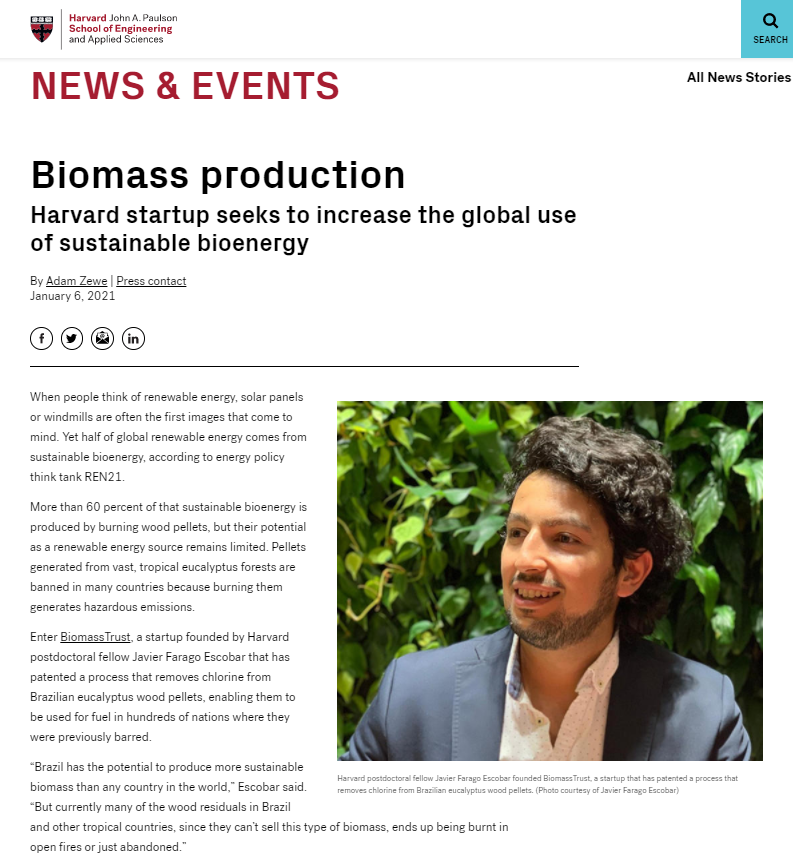 Harvard John A. Paulson
School of Engineering
and Applied Sciences
SEARCH
NEWS & EVENTS
All News Stories
Biomass production
Harvard startup seeks to increase the global use
of sustainable bioenergy
By Adam Zewe | Press contact
January 6, 2021
When people think of renewable energy, solar panels
or windmills are often the first images that come to
mind. Yet half of global renewable energy comes from
sustainable bioenergy, according to energy policy
think tank REN21.
More than 60 percent of that sustainable bioenergy is
produced by burning wood pellets, but their potential
as a renewable energy source remains limited. Pellets
generated from vast, tropical eucalyptus forests are
banned in many countries because burning them
generates hazardous emissions.
Enter BiomassTrust, a startup founded by Harvard
postdoctoral fellow Javier Farago Escobar that has
patented a process that removes chlorine from
Brazilian eucalyptus wood pellets, enabling them to
be used for fuel in hundreds of nations where they
were previously barred.
“Brazil has the potential to produce more sustainable
biomass than any country in the world,” Escobar said.
“But currently many of the wood residuals in Brazil
and other tropical countries, since they can’t sell this type of biomass, ends up being burnt in
open fires or just abandoned.”
Harvard postdoctoral fellow Javier Farago Escobar founded BiomassTrust, a startup that has patented a process that
removes chlorine from Brazilian eucalyptus wood pellets. (Photo courtesy of Javier Farago Escobar)